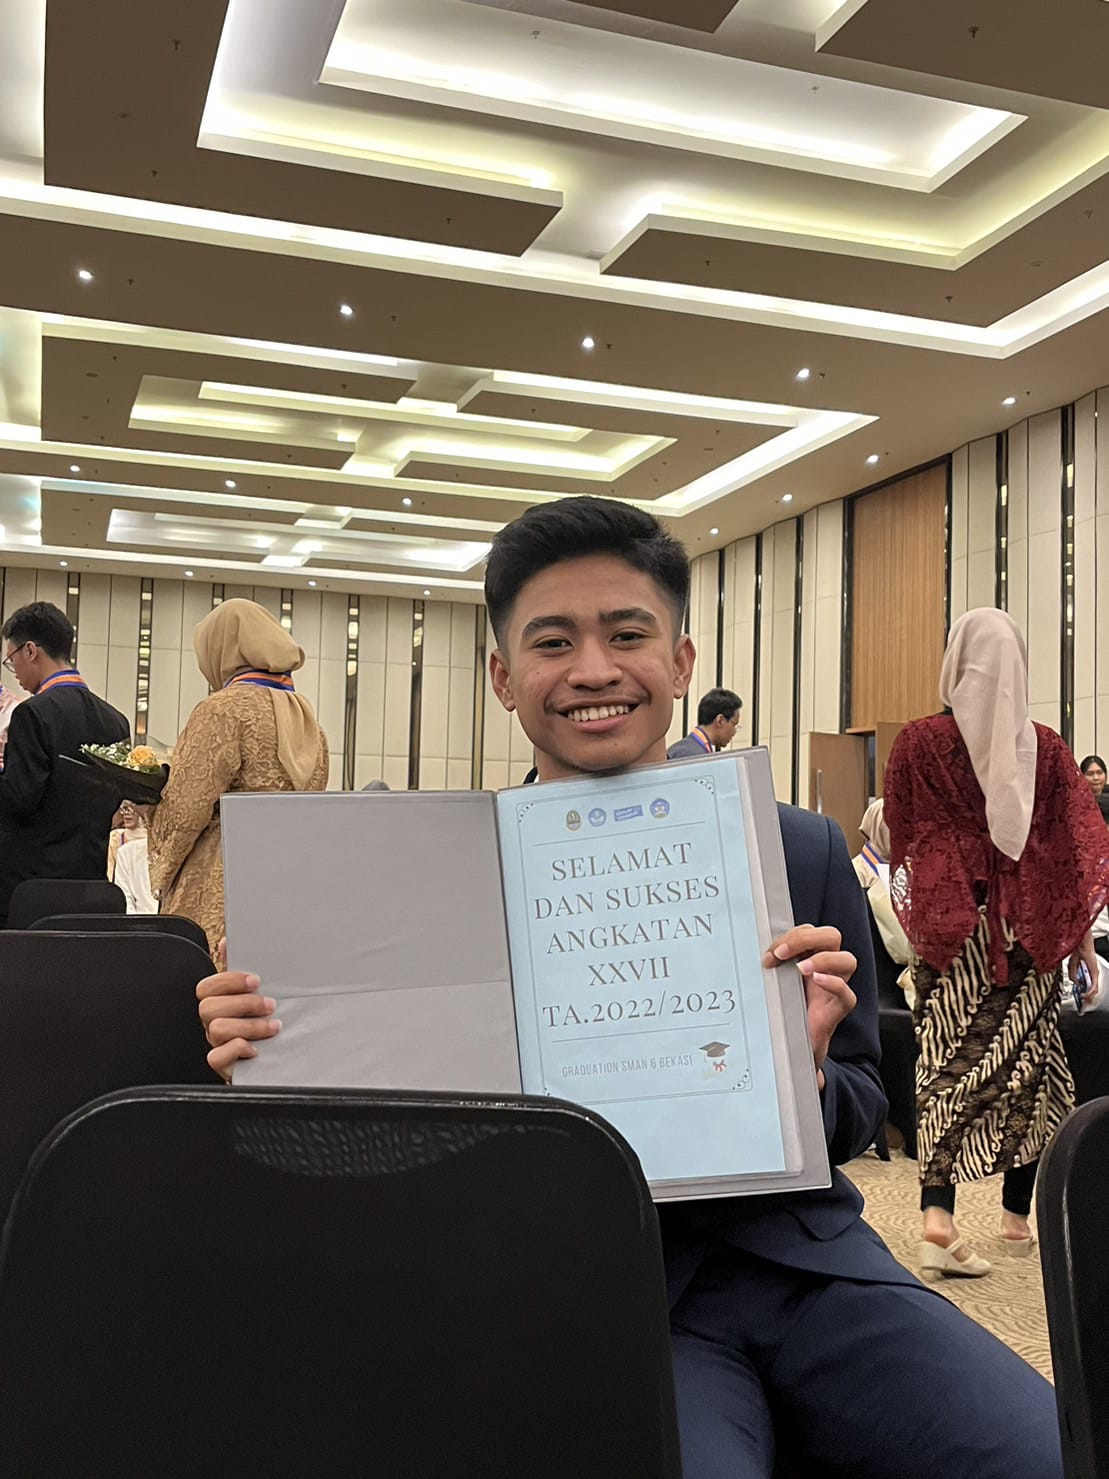 SELAMAT
DAN SUKSES
ANGKATAN
XXVII
TA.2022/2023
GRADUATION SMAN 6 BEKASI